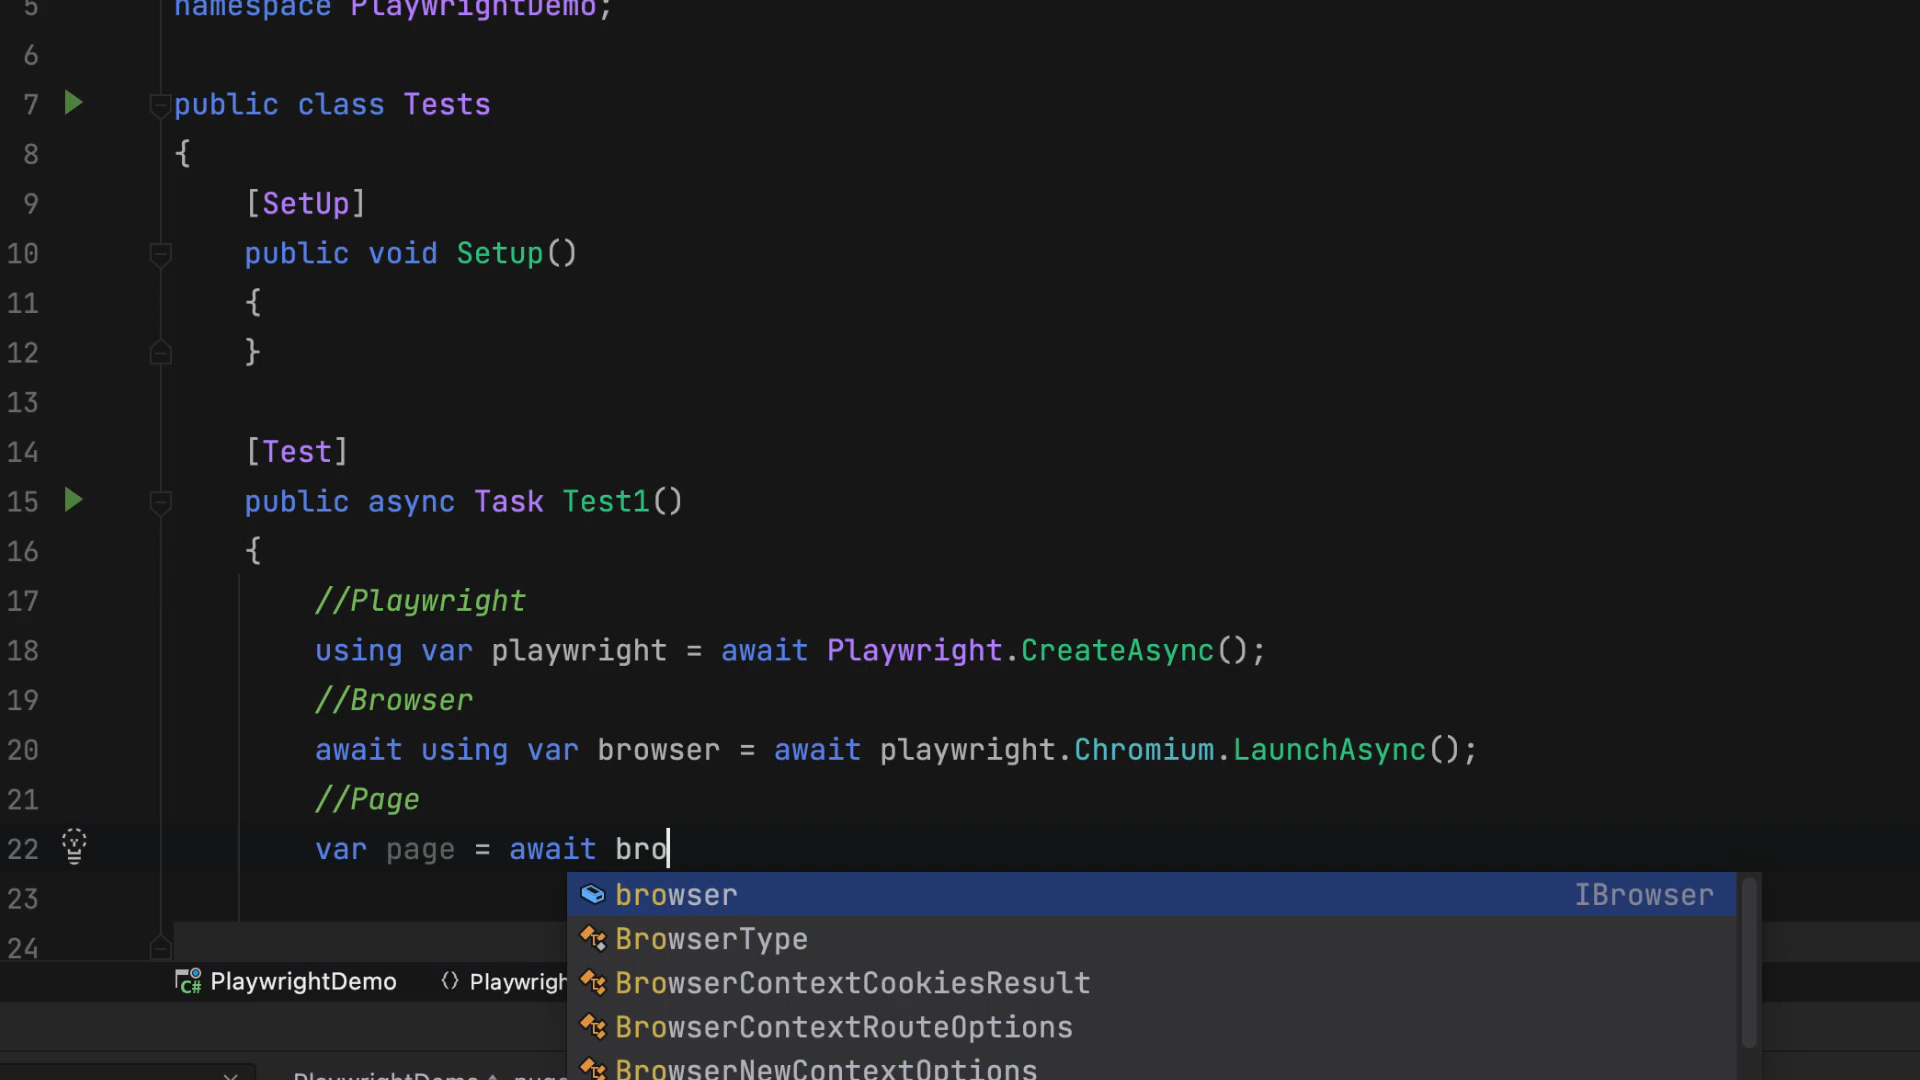 5 namespace PlaywrightDemo;
6
7 public class Tests
8 {
9 [SetUp]
10 public void Setup()
11 {
12 }
13
14 [Test]
15 public async Task Test1()
16 {
17 //Playwright
18 using var playwright = await Playwright.CreateAsync();
19 //Browser
20 await using var browser = await playwright.Chromium.LaunchAsync();
21 //Page
22 var page = await bro
23
browser IBrowser
BrowserType
24
C# PlaywrightDemo Playwrigh
BrowserContextCookiesResult
BrowserContextRouteOptions
BrowserNewContextOptions
PlaywrightDemo